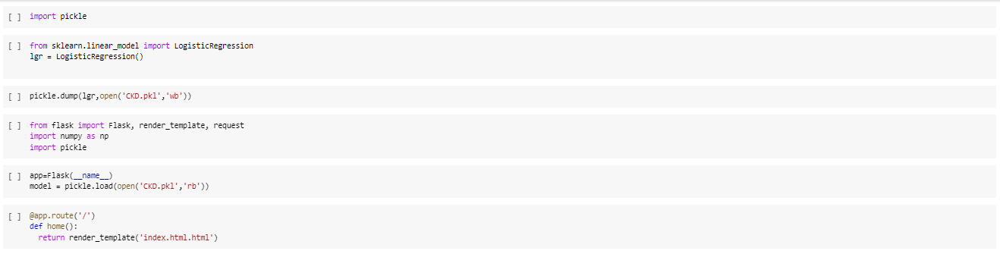 [ ] import pickle
[ ] from sklearn.linear_model import LogisticRegression
lgr = LogisticRegression()
[ ] pickle.dump(lgr,open('CKD.pkl','wb'))
[ ] from flask import Flask, render_template, request
import numpy as np
import pickle
[ ] app=Flask(__name__)
model = pickle.load(open('CKD.pkl','rb'))
[ ] @app.route('/')
def home():
  return render_template('index.html.html')